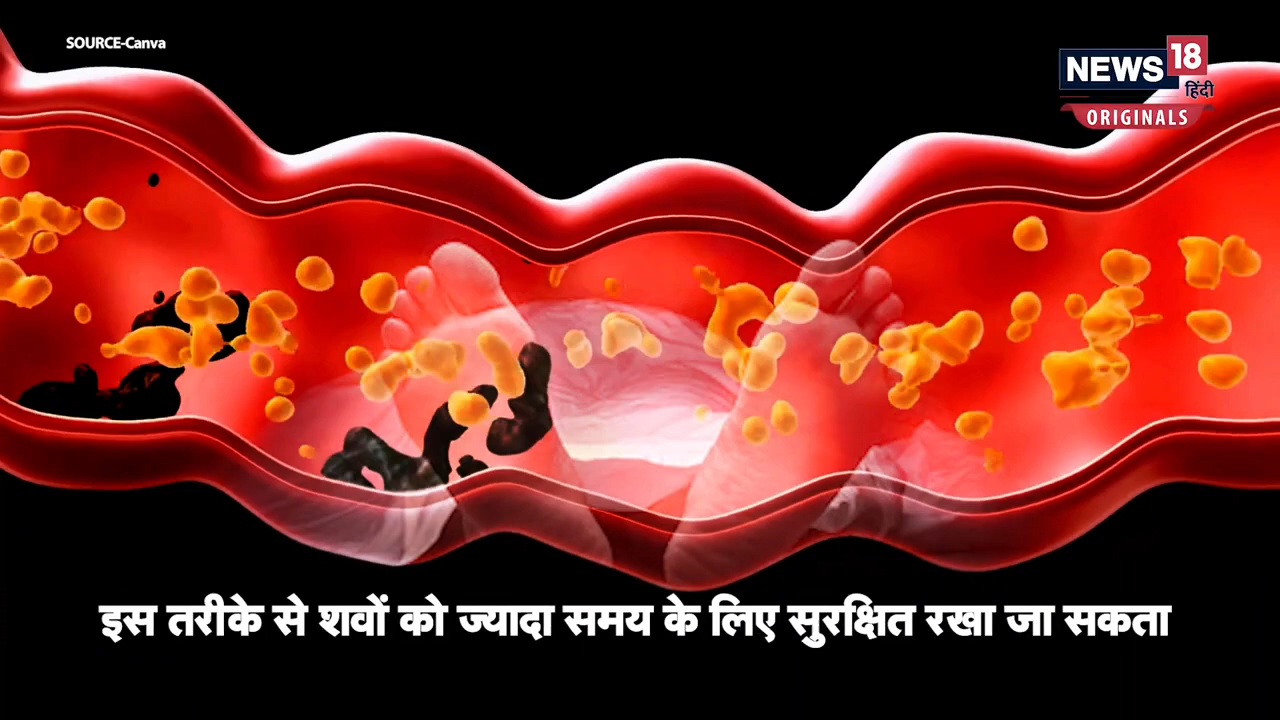 SOURCE-Canva
NEWS 18
हिंदी
ORIGINALS
इस तरीके से शवों को ज्यादा समय के लिए सुरक्षित रखा जा सकता